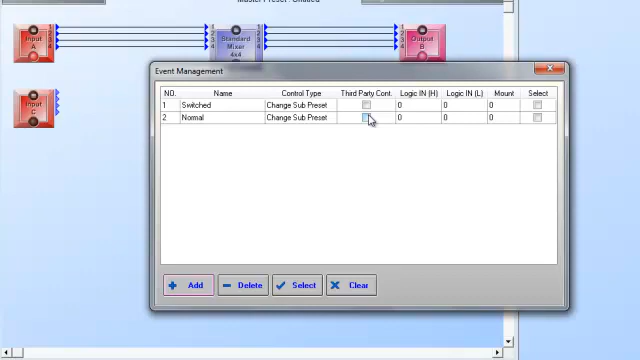 Master Preset : Untitled
Input A
1
2
3
4
1
2
3
4
Standard Mixer 4x4
1
2
3
4
1
2
3
4
Output B
Input C
Event Management
NO. Name Control Type Third Party Cont. Logic IN (H) Logic IN (L) Mount Select
1 Switched Change Sub Preset 0 0 0
2 Normal Change Sub Preset 0 0 0
Add Delete Select Clear